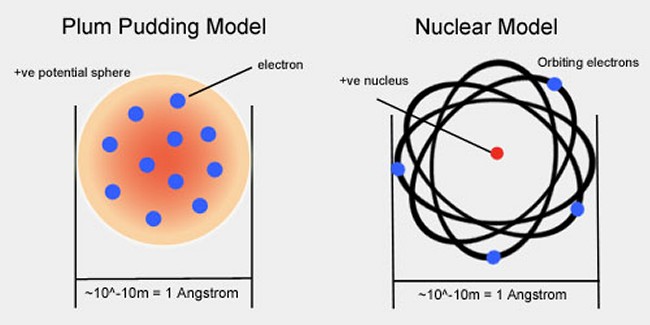 Plum Pudding Model
+ve potential sphere
electron
~10^-10m = 1 Angstrom
Nuclear Model
Orbiting electrons
+ve nucleus
~10^-10m = 1 Angstrom